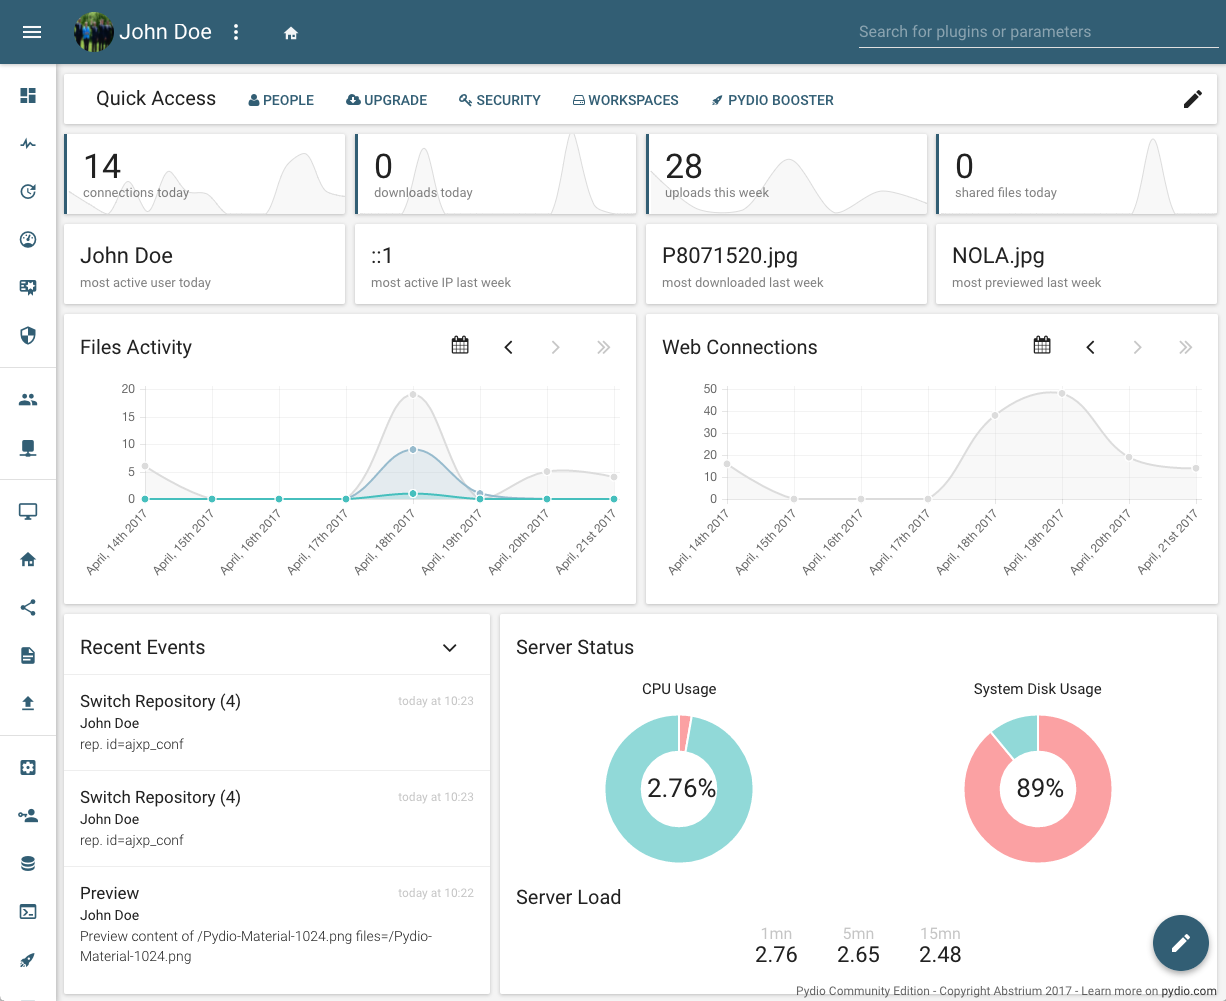 John Doe
Search for plugins or parameters
Quick Access PEOPLE UPGRADE SECURITY WORKSPACES PYDIO BOOSTER
14
connections today
0
downloads today
28
uploads this week
0
shared files today
John Doe
most active user today
::1
most active IP last week
P8071520.jpg
most downloaded last week
NOLA.jpg
most previewed last week
Files Activity
20
15
10
5
0
April, 14th 2017
April, 15th 2017
April, 16th 2017
April, 17th 2017
April, 18th 2017
April, 19th 2017
April, 20th 2017
April, 21st 2017
Web Connections
50
40
30
20
10
0
April, 14th 2017
April, 15th 2017
April, 16th 2017
April, 17th 2017
April, 18th 2017
April, 19th 2017
April, 20th 2017
April, 21st 2017
Recent Events
Switch Repository (4) today at 10:23
John Doe
rep. id=ajxp_conf
Switch Repository (4) today at 10:23
John Doe
rep. id=ajxp_conf
Preview today at 10:22
John Doe
Preview content of /Pydio-Material-1024.png files=/Pydio-
Material-1024.png
Server Status
CPU Usage
2.76%
System Disk Usage
89%
Server Load
1mn 5mn 15mn
2.76 2.65 2.48
Pydio Community Edition - Copyright Abstrium 2017 - Learn more on pydio.com